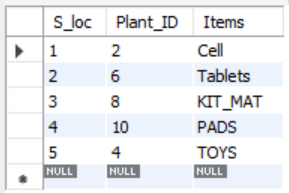 S_loc Plant_ID Items
1 2 Cell
2 6 Tablets
3 8 KIT_MAT
4 10 PADS
5 4 TOYS
NULL NULL NULL